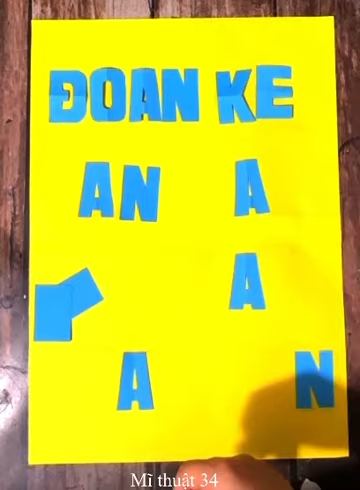 ĐOAN KE
AN A
A
A N
Mĩ thuật 34